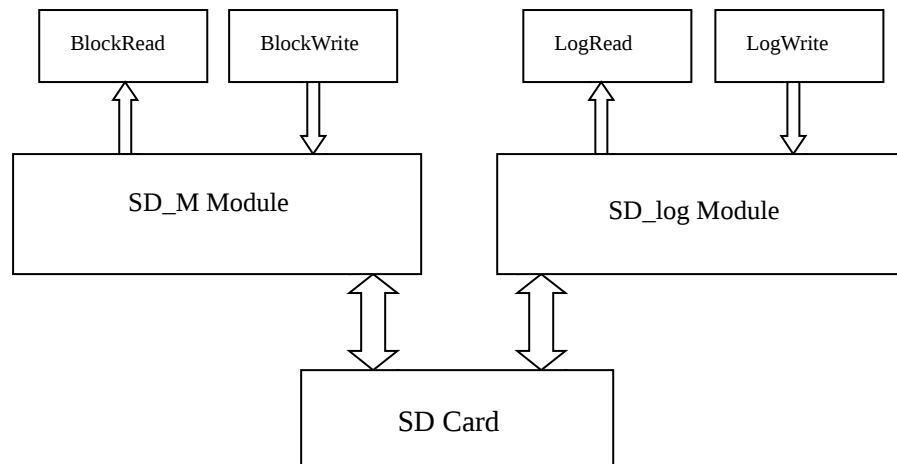 BlockRead
BlockWrite
LogRead
LogWrite
SD_M Module
SD_log Module
SD Card